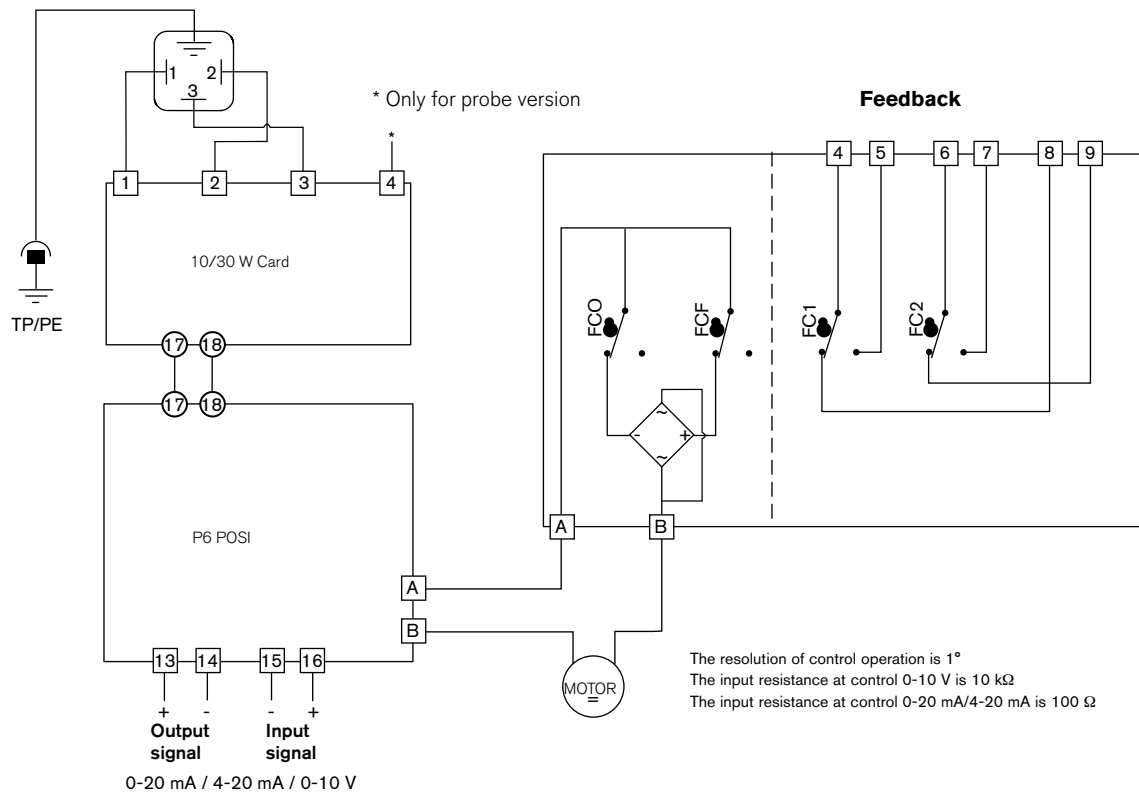 1 2
3
* Only for probe version
Feedback
*
1 2 3 4
4 5 6 7 8 9
10/30 W Card
TP/PE
17 18
17 18
FCO FCF FC1 FC2
~
- +
~
A B
P6 POSI
A
B
13 14 15 16
+ - - +
Output signal
Input signal
0-20 mA / 4-20 mA / 0-10 V
MOTOR
=
The resolution of control operation is 1°
The input resistance at control 0-10 V is 10 kΩ
The input resistance at control 0-20 mA/4-20 mA is 100 Ω